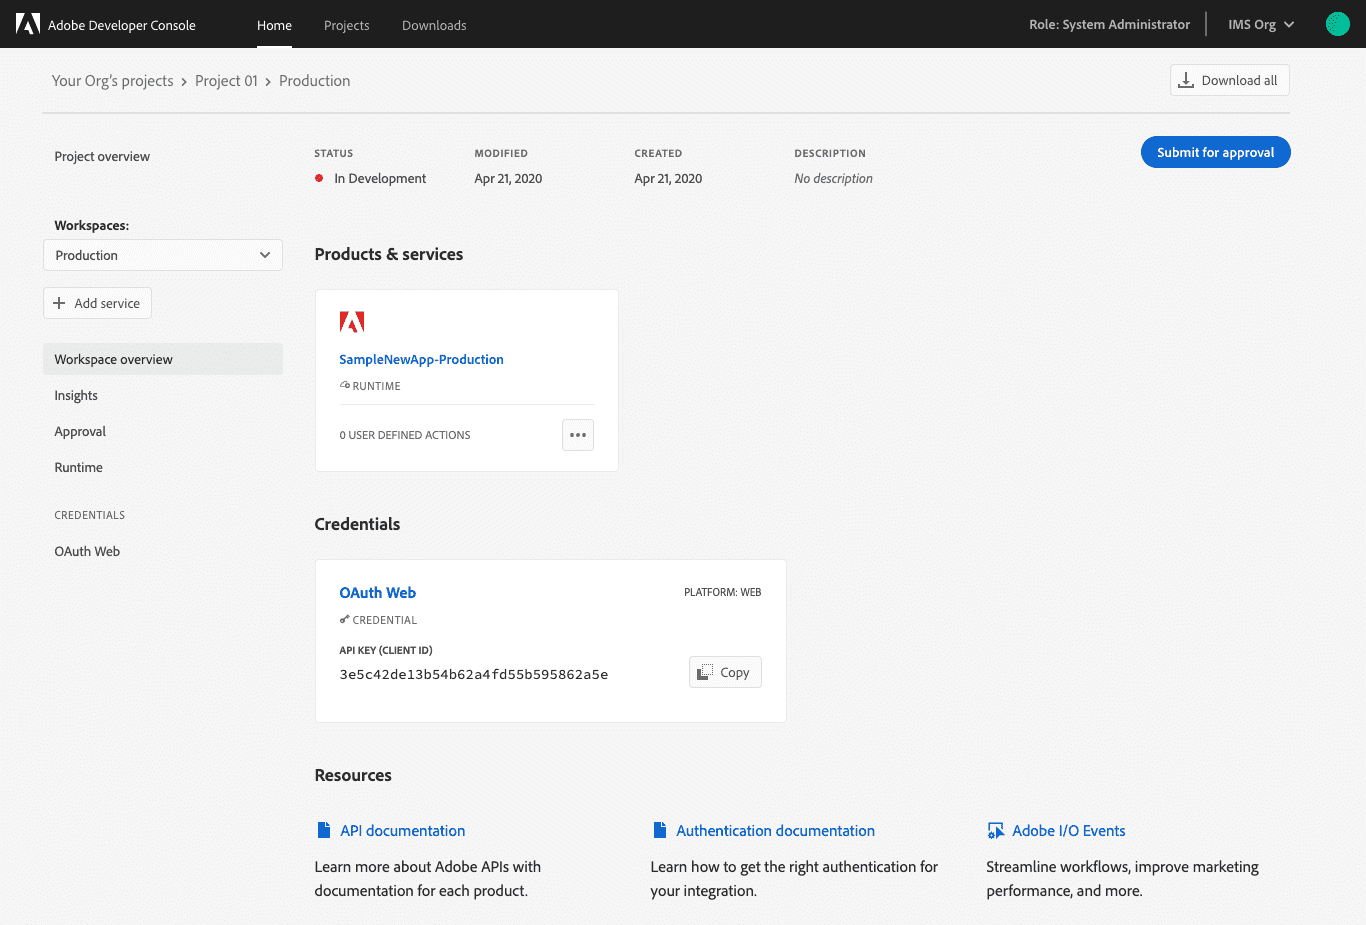 Adobe Developer Console
Home
Projects
Downloads
Role: System Administrator
IMS Org
Your Org's projects > Project 01 > Production
Download all
Project overview
STATUS
In Development
MODIFIED
Apr 21, 2020
CREATED
Apr 21, 2020
DESCRIPTION
No description
Submit for approval
Workspaces:
Production
Add service
Workspace overview
Insights
Approval
Runtime
CREDENTIALS
OAuth Web
Products & services
SampleNewApp-Production
RUNTIME
0 USER DEFINED ACTIONS
Credentials
OAuth Web
PLATFORM: WEB
CREDENTIAL
API KEY (CLIENT ID)
3e5c42de13b54b62a4fd55b595862a5e
Copy
Resources
API documentation
Learn more about Adobe APIs with
documentation for each product.
Authentication documentation
Learn how to get the right authentication for
your integration.
Adobe I/O Events
Streamline workflows, improve marketing
performance, and more.